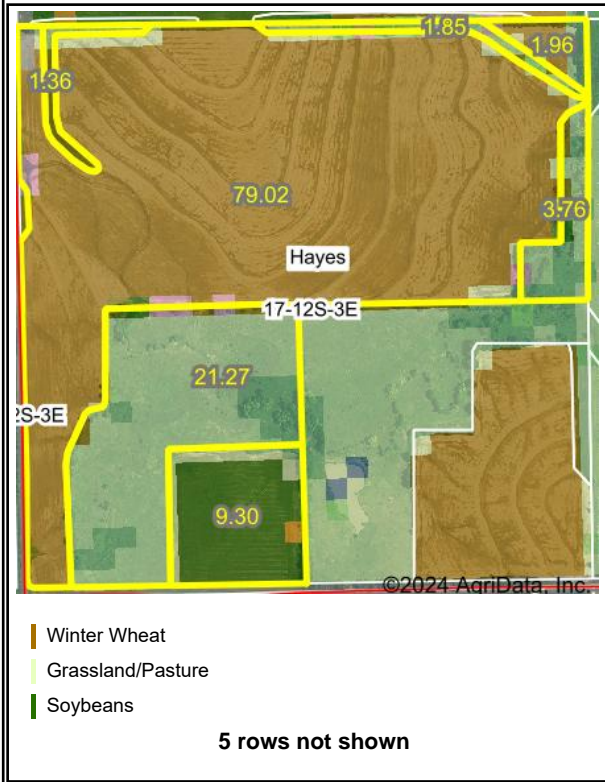 1.85
1.96
1.36
79.02
3.76
Hayes
17-12S-3E
21.27
2S-3E
9.30
©2024 AgriData, Inc.
Winter Wheat
Grassland/Pasture
Soybeans
5 rows not shown